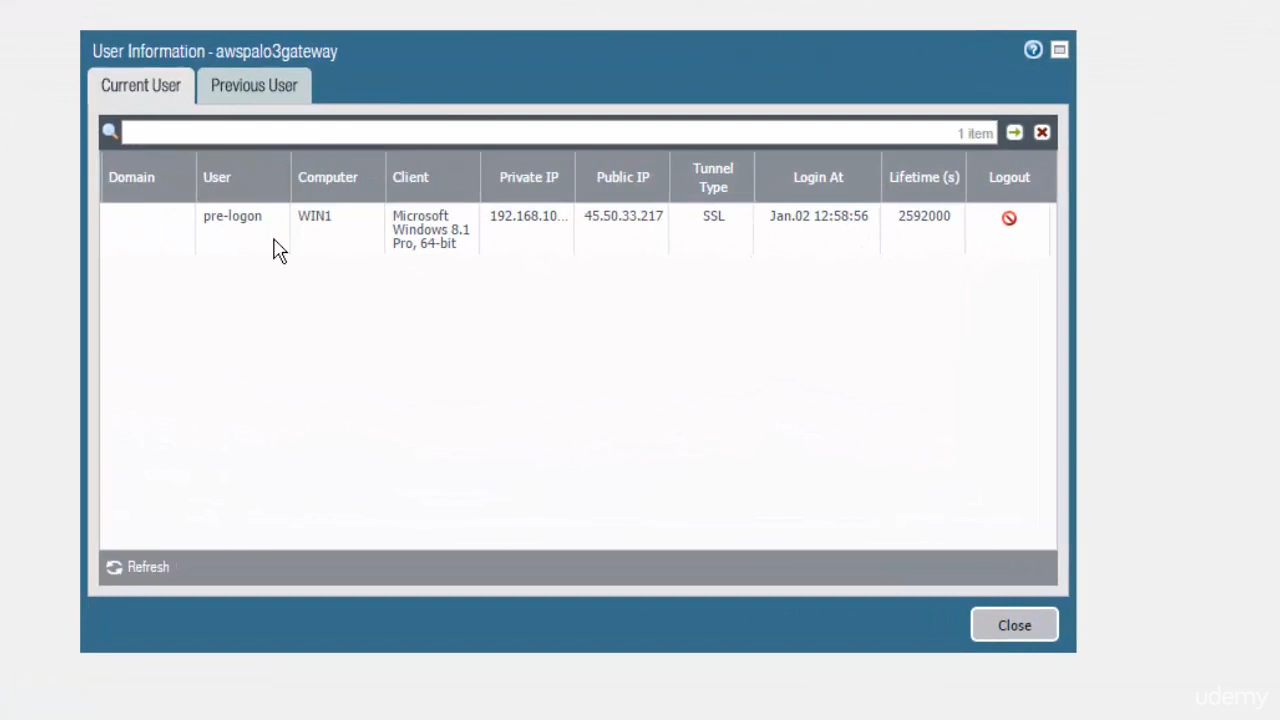 User Information - awspalo3gateway
Current User
Previous User
1 item
Domain
User
Computer
Client
Private IP
Public IP
Tunnel
Type
Login At
Lifetime (s)
Logout
pre-logon
WIN1
Microsoft
Windows 8.1
Pro, 64-bit
192.168.10...
45.50.33.217
SSL
Jan.02 12:58:56
2592000
Refresh
Close
udemy